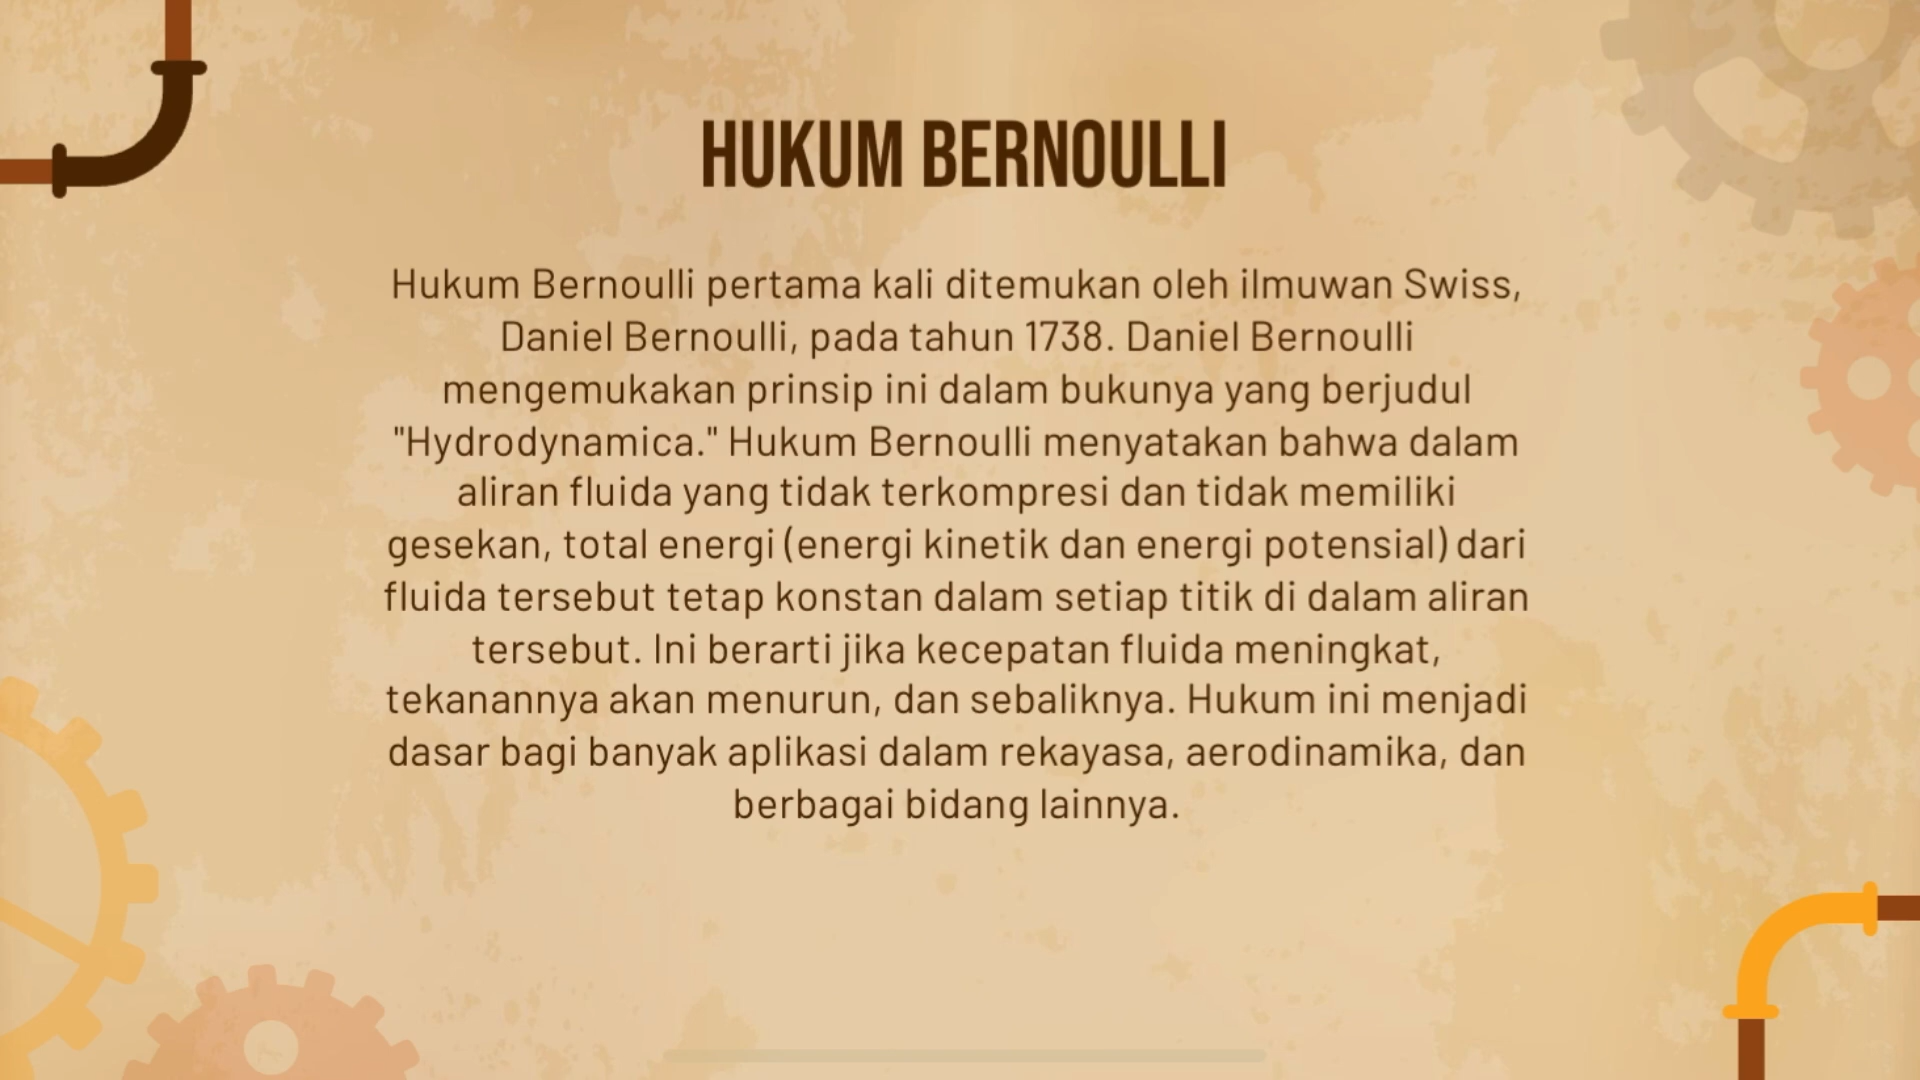 HUKUM BERNOULLI
Hukum Bernoulli pertama kali ditemukan oleh ilmuwan Swiss,
Daniel Bernoulli, pada tahun 1738. Daniel Bernoulli
mengemukakan prinsip ini dalam bukunya yang berjudul
"Hydrodynamica." Hukum Bernoulli menyatakan bahwa dalam
aliran fluida yang tidak terkompresi dan tidak memiliki
gesekan, total energi (energi kinetik dan energi potensial) dari
fluida tersebut tetap konstan dalam setiap titik di dalam aliran
tersebut. Ini berarti jika kecepatan fluida meningkat,
tekanannya akan menurun, dan sebaliknya. Hukum ini menjadi
dasar bagi banyak aplikasi dalam rekayasa, aerodinamika, dan
berbagai bidang lainnya.